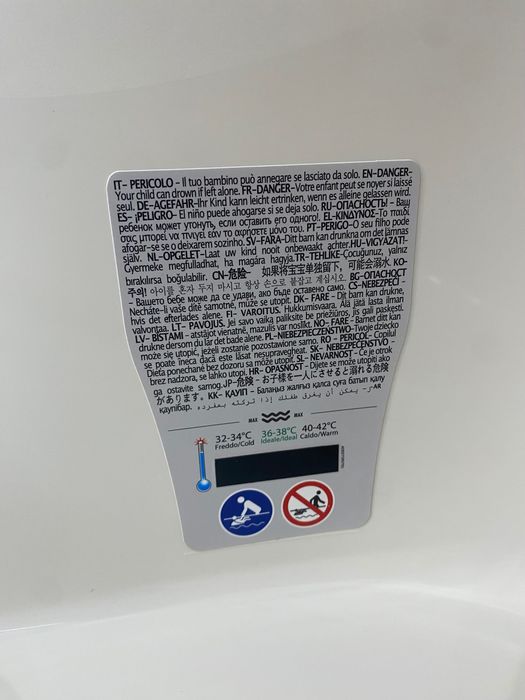 IT- PERICOLO - Il tuo bambino può annegare se lasciato da solo. EN-DANGER-
Your child can drown if left alone. FR-DANGER-Votre enfant peut se noyer si laissé
seul. DE-AGEFAHR-Ihr Kind kann leicht ertrinken, wenn es alleine gelassen wird.
ES- ¡PELIGRO- El niño puede ahogarse si se deja solo. RU-ОПАСНОСТЬ! - Ваш
ребенок может утонуть, если оставить его одного!. EL-ΚΙΝΔΥΝΟΣ-Το παιδί
σας μπορεί να πνιγεί εάν το αφήσετε μόνο του. PT-PERIGO-O seu filho pode
afogar-se se o deixarem sozinho. SV-FARA-Ditt barn kan drunkna om det lämnas
själv. NL-OPGELET-Laat uw kind nooit onbewaakt achter.HU-VIGYÁZAT!-
Gyermeke megfulladhat, ha magára hagyja.TR-TEHLİKE-Çocuğunuz, yalnız
bırakılırsa boğulabilir. CN-危险- 如果将宝宝单独留下，可能会溺水 KO-
주의! 아이를 혼자 두지 마시고 항상 손으로 붙잡고 계십시오. BG-ОПАСНОСТ
- Вашето бебе може да се удави, ако бъде оставено само. CS-NEBEZPEČÍ -
Necháte-li vaše dítě samotné, může se utopit. DK- FARE - Dit barn kan drukne,
hvis det efterlades alene. FI- VAROITUS. Hukkumisvaara. Älä jätä lasta ilman
valvontaa. LT- PAVOJUS. Jei savo vaiką paliksite be priežiūros, jis gali paskęsti.
LV- BĪSTAMI - atstājot vienatnē, mazulis var noslīkt. NO- FARE - Barnet ditt kan
drukne dersom du lar det bade alene. PL-NIEBEZPIECZEŃSTWO-Twoje dziecko
może się utopić, jeżeli zostanie pozostawione samo. RO - PERICOL- Copilul
se poate îneca dacă este lăsat nesupravegheat. SK - NEBEZPEČIE -
Dieťa ponechané bez dozoru sa môže utopiť. SL - NEVARNOST - Če je otrok
brez nadzora, se lahko utopi. HR- OPASNOST - Dijete se može utopiti ako
ga ostavite samog.JP-危険 - お子様を一人にさせると溺れる危険
があります。KK- ҚАУІП - Балаңыз жалғыз қалса суға батып қалу
қаупібар. AR-يمكن أن يغرق طفلك إذا تركته بمفرده
MAX MAX
32-34°C 36-38°C 40-42°C
Freddo/Cold Ideale/Ideal Caldo/Warm